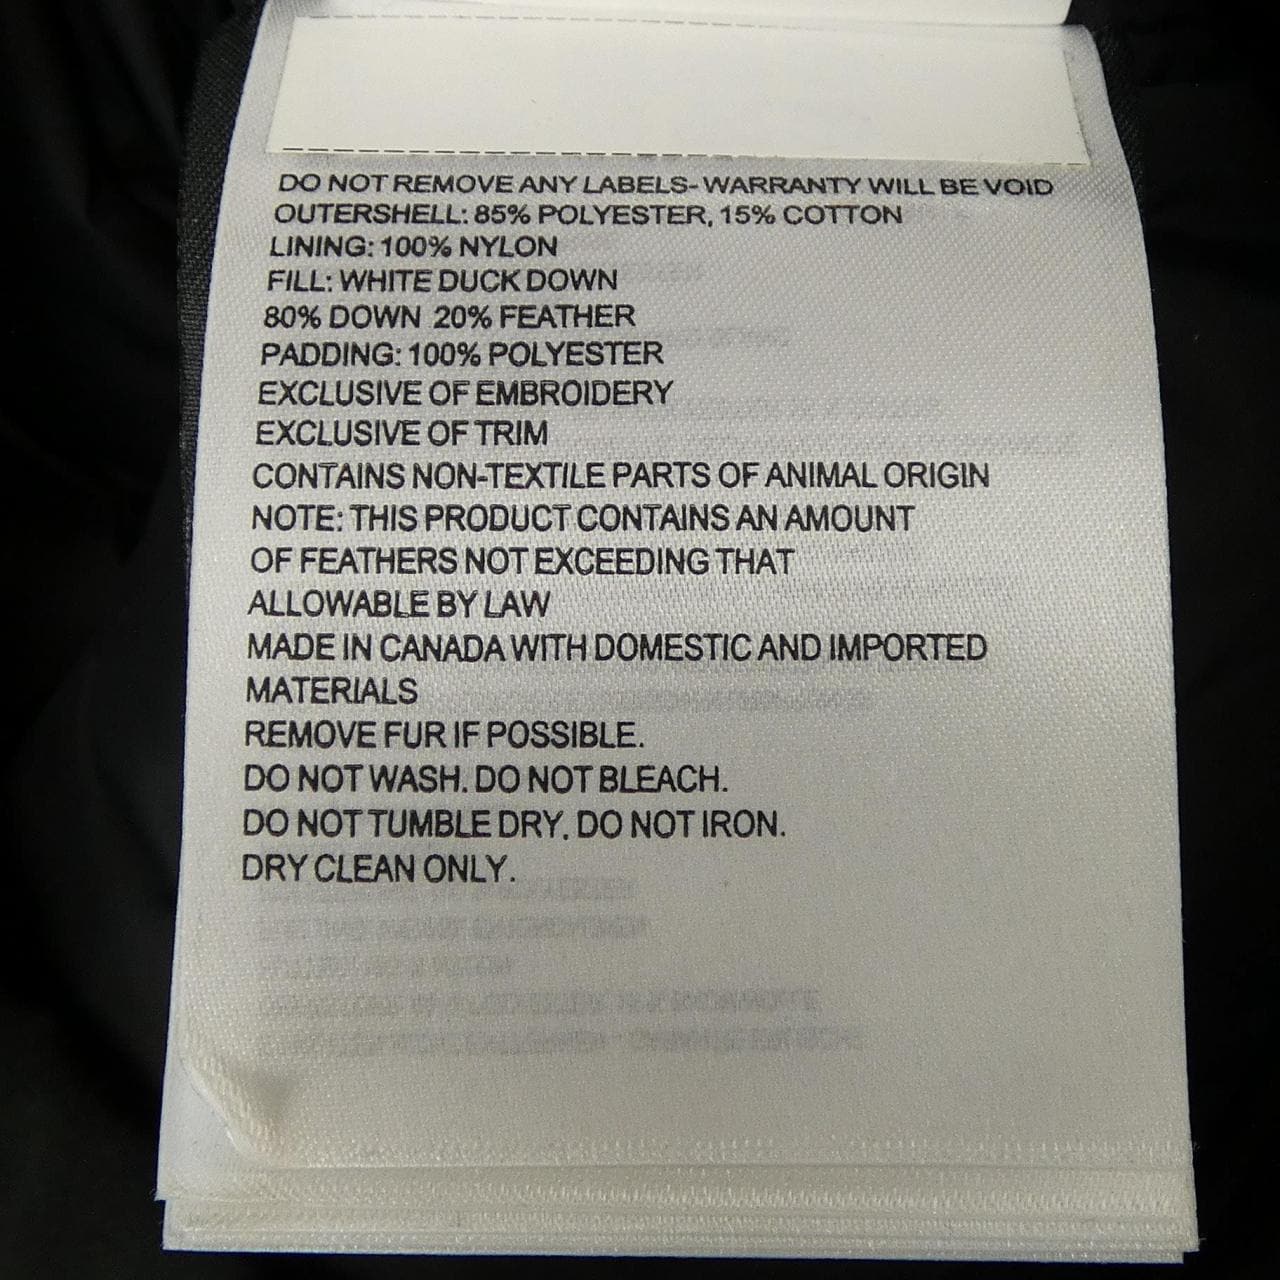 DO NOT REMOVE ANY LABELS- WARRANTY WILL BE VOID
OUTERSHELL: 85% POLYESTER, 15% COTTON
LINING: 100% NYLON
FILL: WHITE DUCK DOWN
80% DOWN 20% FEATHER
PADDING: 100% POLYESTER
EXCLUSIVE OF EMBROIDERY
EXCLUSIVE OF TRIM
CONTAINS NON-TEXTILE PARTS OF ANIMAL ORIGIN
NOTE: THIS PRODUCT CONTAINS AN AMOUNT
OF FEATHERS NOT EXCEEDING THAT
ALLOWABLE BY LAW
MADE IN CANADA WITH DOMESTIC AND IMPORTED
MATERIALS
REMOVE FUR IF POSSIBLE.
DO NOT WASH. DO NOT BLEACH.
DO NOT TUMBLE DRY. DO NOT IRON.
DRY CLEAN ONLY.